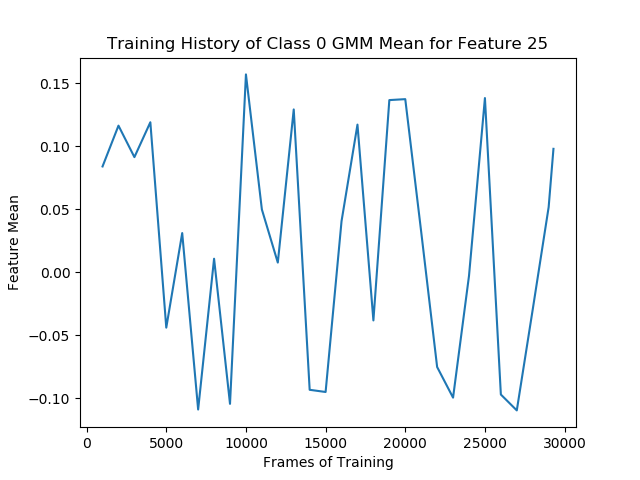 Training History of Class 0 GMM Mean for Feature 25
0.15
0.10
0.05
0.00
−0.05
−0.10
Feature Mean
0 5000 10000 15000 20000 25000 30000
Frames of Training